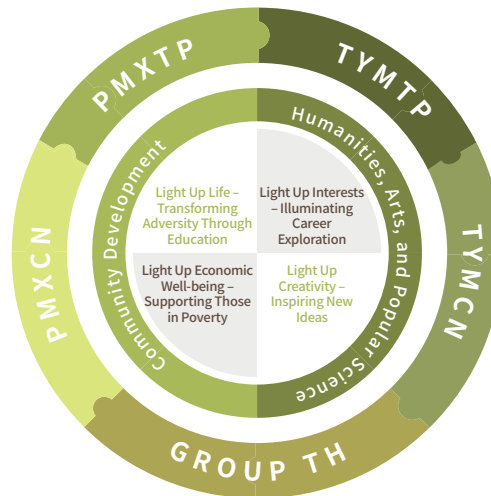 PMXTP
TYMTP
PMXCN
TYMCN
GROUP TH
Community Development
Humanities, Arts, and Popular Science
Light Up Life –
Transforming
Adversity Through
Education
Light Up Interests
– Illuminating
Career
Exploration
Light Up Economic
Well-being –
Supporting Those
in Poverty
Light Up
Creativity –
Inspiring New
Ideas